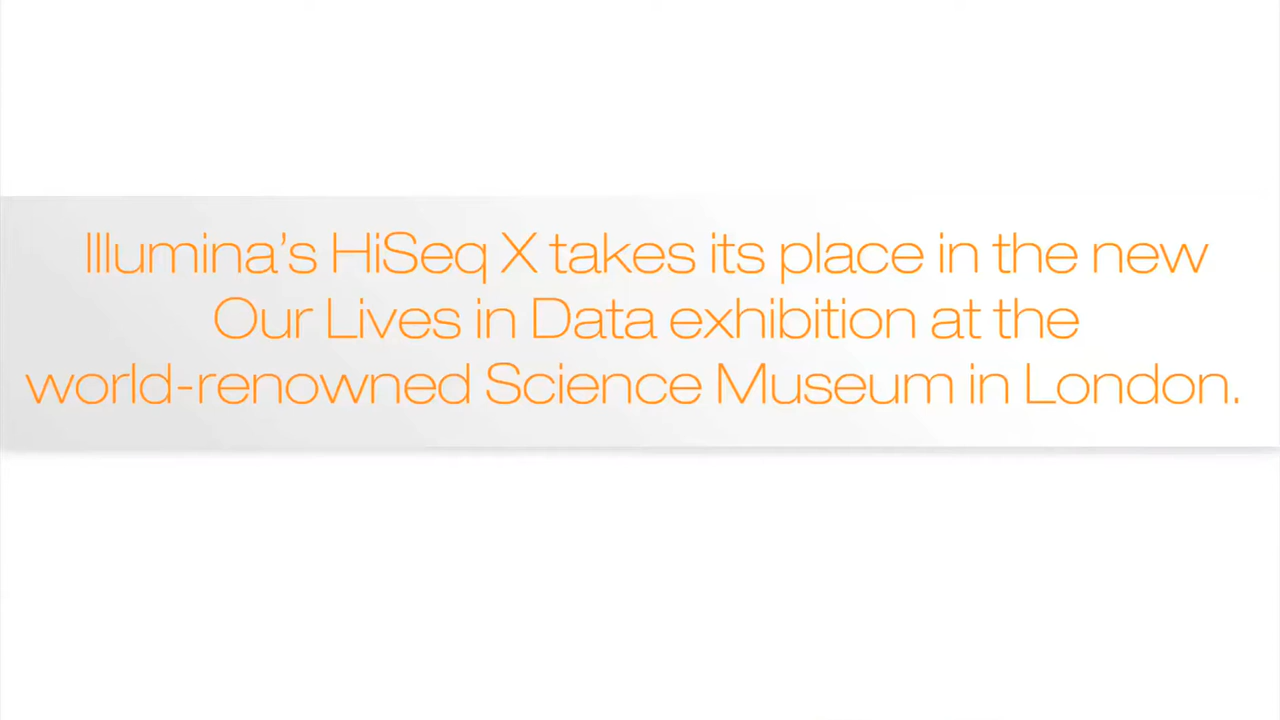 Illumina’s HiSeq X takes its place in the new
Our Lives in Data exhibition at the
world-renowned Science Museum in London.